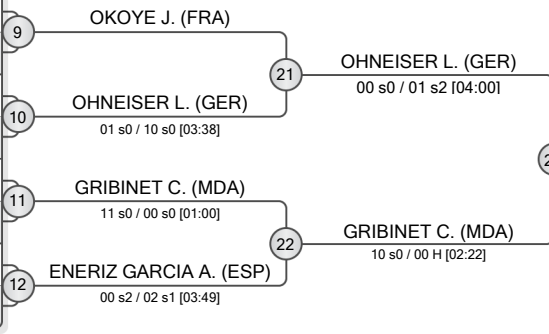 OKOYE J. (FRA)
9
21
OHNEISER L. (GER)
00 s0 / 01 s2 [04:00]
OHNEISER L. (GER)
10
01 s0 / 10 s0 [03:38]
GRIBINET C. (MDA)
11
11 s0 / 00 s0 [01:00]
22
GRIBINET C. (MDA)
10 s0 / 00 H [02:22]
ENERIZ GARCIA A. (ESP)
12
00 s2 / 02 s1 [03:49]